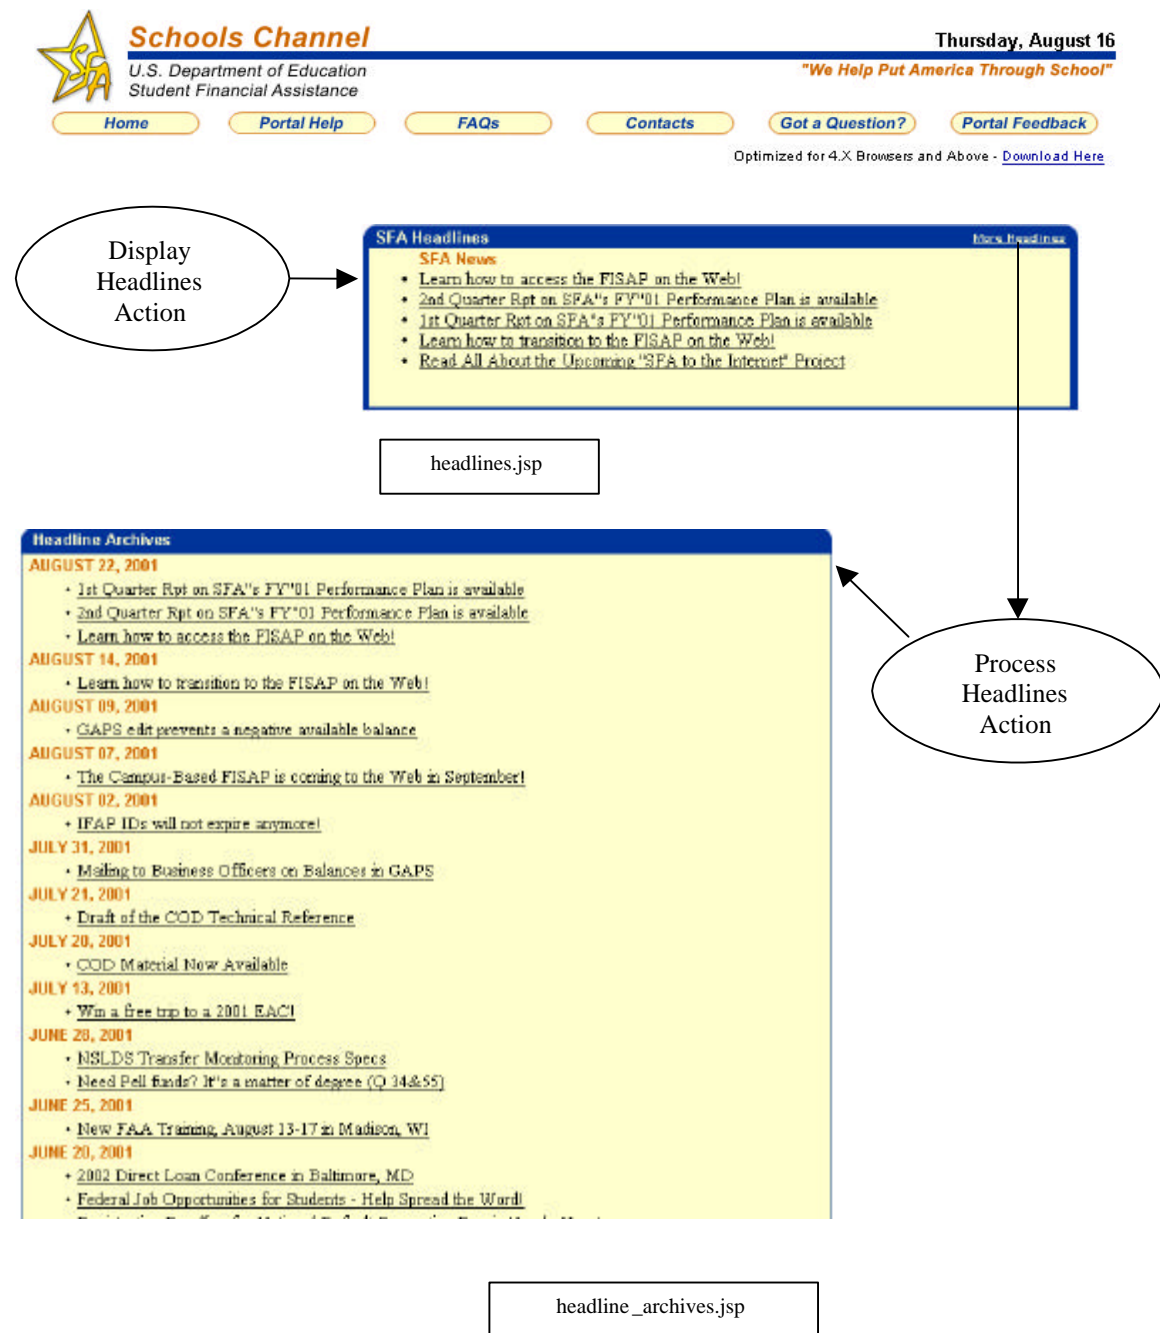 Schools Channel
Thursday, August 16
U.S. Department of Education
Student Financial Assistance
"We Help Put America Through School"
SFA
Home
Portal Help
FAQs
Contacts
Got a Question?
Portal Feedback
Optimized for 4.X Browsers and Above - Download Here
Display
Headlines
Action
SFA Headlines
More Headlines
SFA News
• Learn how to access the FISAP on the Web!
• 2nd Quarter Rpt on SFA"s FY"01 Performance Plan is available
• 1st Quarter Rpt on SFA"s FY"01 Performance Plan is available
• Learn how to transition to the FISAP on the Web!
• Read All About the Upcoming "SFA to the Internet" Project
headlines.jsp
Headline Archives
AUGUST 22, 2001
• 1st Quarter Rpt on SFA"s FY"01 Performance Plan is available
• 2nd Quarter Rpt on SFA"s FY"01 Performance Plan is available
• Learn how to access the FISAP on the Web!
AUGUST 14, 2001
• Learn how to transition to the FISAP on the Web!
AUGUST 09, 2001
• GAPS edit prevents a negative available balance
AUGUST 07, 2001
• The Campus-Based FISAP is coming to the Web in September!
AUGUST 02, 2001
• IFAP IDs will not expire anymore!
JULY 31, 2001
• Mailing to Business Officers on Balances in GAPS
JULY 21, 2001
• Draft of the COD Technical Reference
JULY 20, 2001
• COD Material Now Available
JULY 13, 2001
• Win a free trip to a 2001 EAC!
JUNE 28, 2001
• NSLDS Transfer Monitoring Process Specs
• Need Pell funds? It"s a matter of degree (Q 34&55)
JUNE 25, 2001
• New FAA Training, August 13-17 in Madison, WI
JUNE 20, 2001
• 2002 Direct Loan Conference in Baltimore, MD
• Federal Job Opportunities for Students - Help Spread the Word!
Process
Headlines
Action
headline_archives.jsp